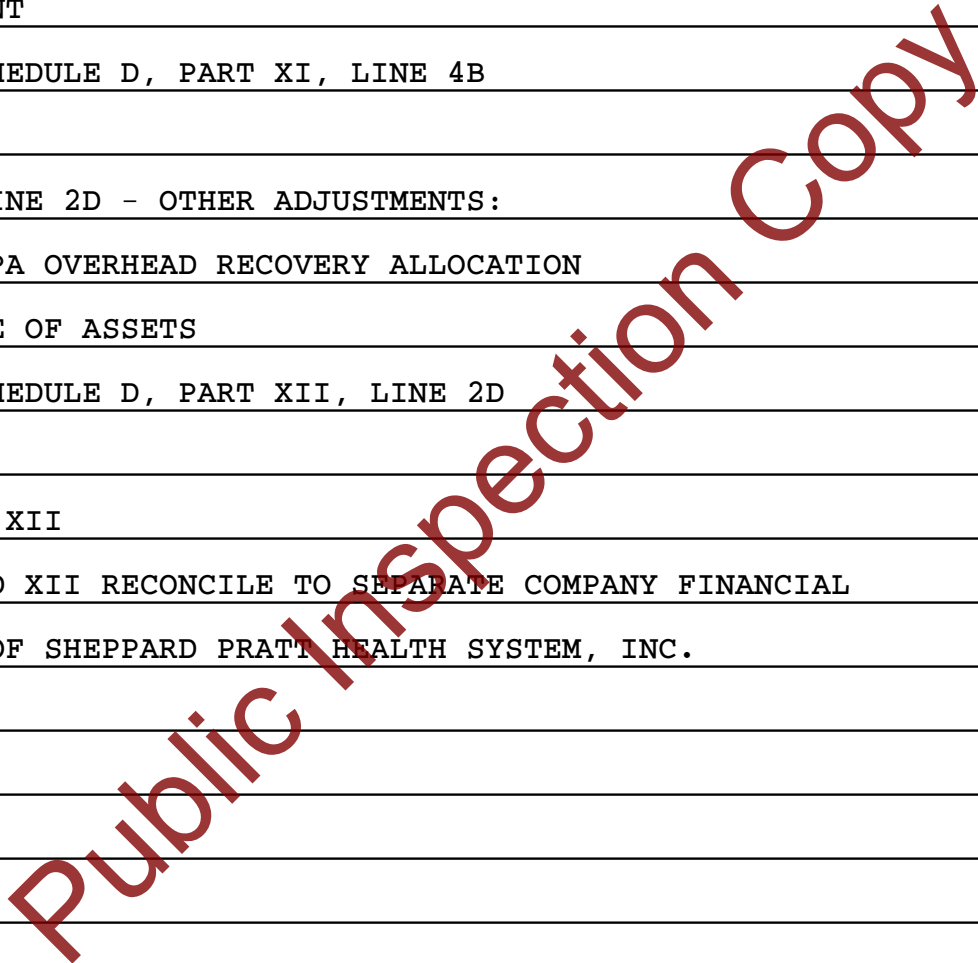 NT
HEDULE D, PART XI, LINE 4B
INE 2D - OTHER ADJUSTMENTS:
PA OVERHEAD RECOVERY ALLOCATION
E OF ASSETS
HEDULE D, PART XII, LINE 2D
XII
D XII RECONCILE TO SEPARATE COMPANY FINANCIAL
OF SHEPPARD PRATT HEALTH SYSTEM, INC.
Public Inspection Copy